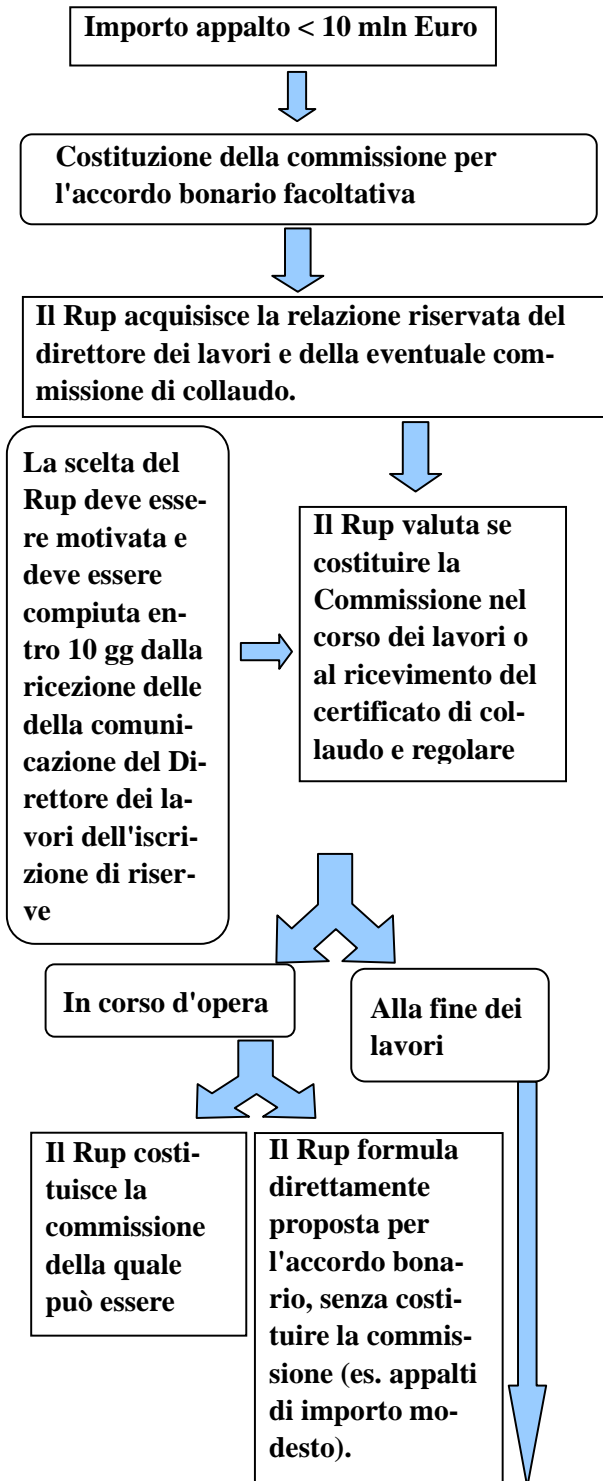 Importo appalto < 10 mln Euro
Costituzione della commissione per
l'accordo bonario facoltativa
Il Rup acquisisce la relazione riservata del
direttore dei lavori e della eventuale com-
missione di collaudo.
La scelta del
Rup deve esse-
re motivata e
deve essere
compiuta en-
tro 10 gg dalla
ricezione delle
della comuni-
cazione del Di-
rettore dei la-
vori dell'iscri-
zione di riser-
ve
Il Rup valuta se
costituire la
Commissione nel
corso dei lavori o
al ricevimento del
certificato di col-
laudo e regolare
In corso d'opera
Alla fine dei
lavori
Il Rup costi-
tuisce la
commissione
della quale
può essere
Il Rup formula
direttamente
proposta per
l'accordo bona-
rio, senza costi-
tuire la commis-
sione (es. appalti
di importo mo-
desto).